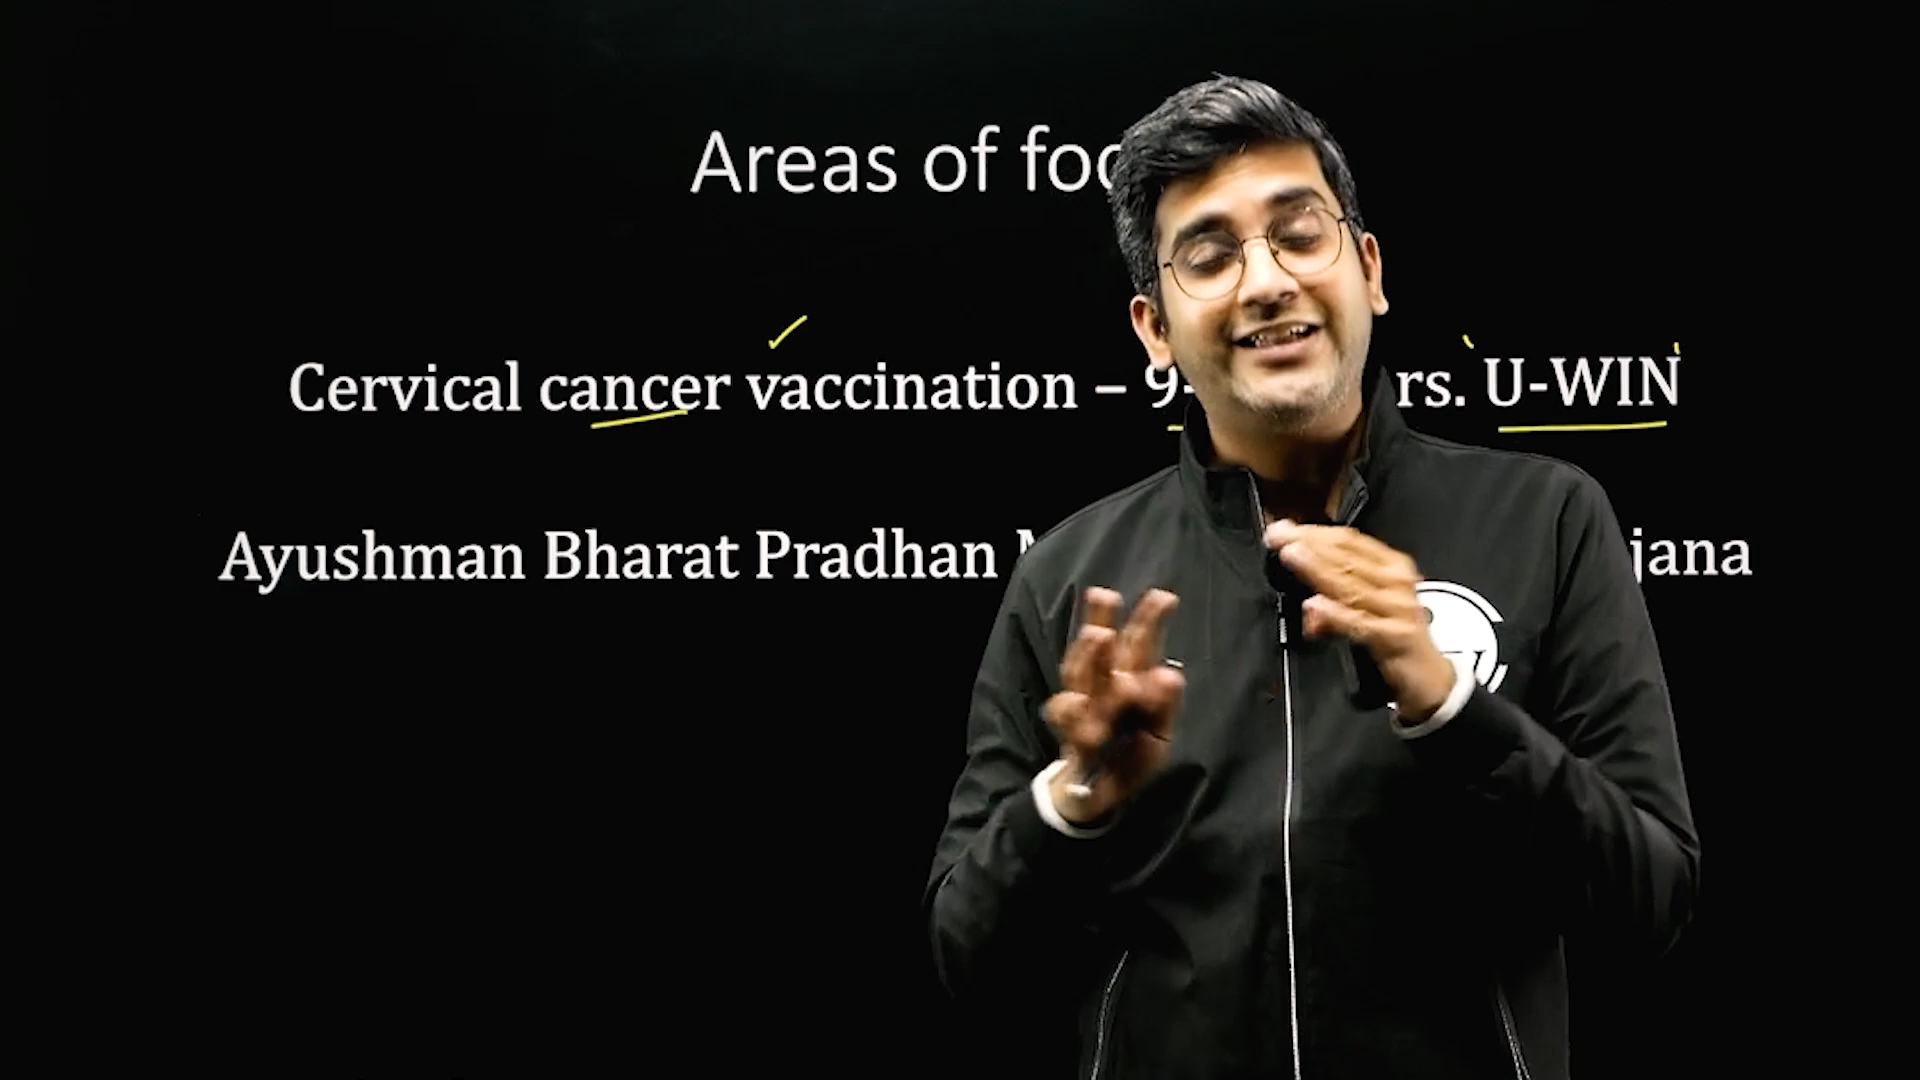 Areas of foc
Cervical cancer vaccination – 9- rs. U-WIN
Ayushman Bharat Pradhan jana